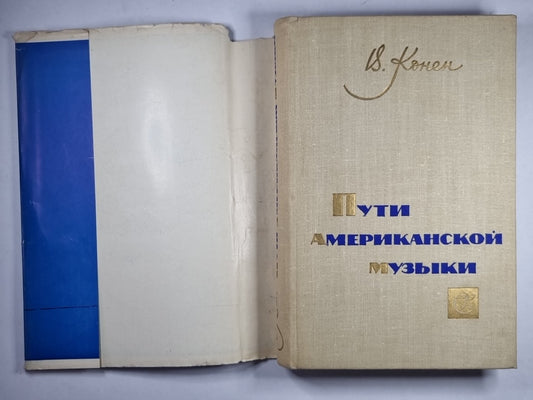 В. Конен
Пути
Американской
музыки